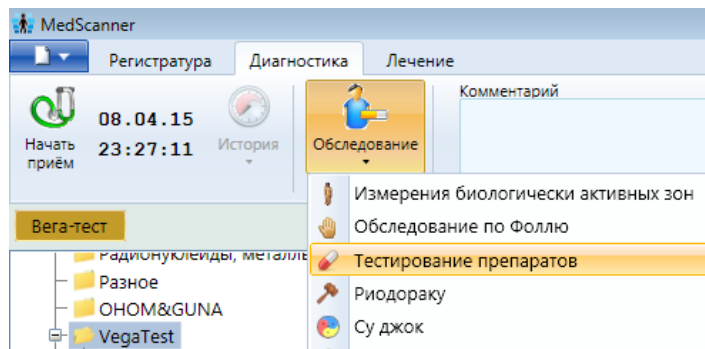 MedScanner
Регистратура Диагностика Лечение
Начать приём
08.04.15
23:27:11
История
Обследование
Комментарий
Измерения биологически активных зон
Обследование по Фоллю
Тестирование препаратов
Риодораку
Су джок
Вега-тест
Радионуклеиды, металлы
Разное
OHOM&GUNA
VegaTest